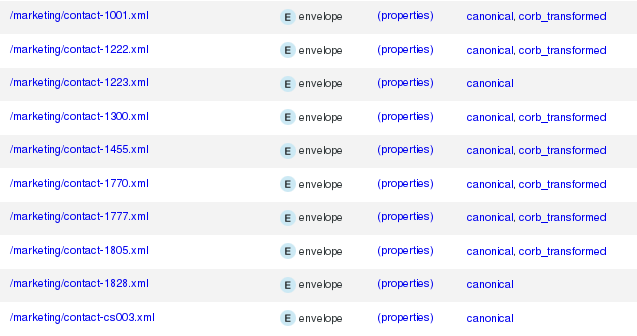 /marketing/contact-1001.xml E envelope (properties) canonical, corb_transformed
/marketing/contact-1222.xml E envelope (properties) canonical, corb_transformed
/marketing/contact-1223.xml E envelope (properties) canonical
/marketing/contact-1300.xml E envelope (properties) canonical, corb_transformed
/marketing/contact-1455.xml E envelope (properties) canonical, corb_transformed
/marketing/contact-1770.xml E envelope (properties) canonical, corb_transformed
/marketing/contact-1777.xml E envelope (properties) canonical, corb_transformed
/marketing/contact-1805.xml E envelope (properties) canonical, corb_transformed
/marketing/contact-1828.xml E envelope (properties) canonical
/marketing/contact-cs003.xml E envelope (properties) canonical